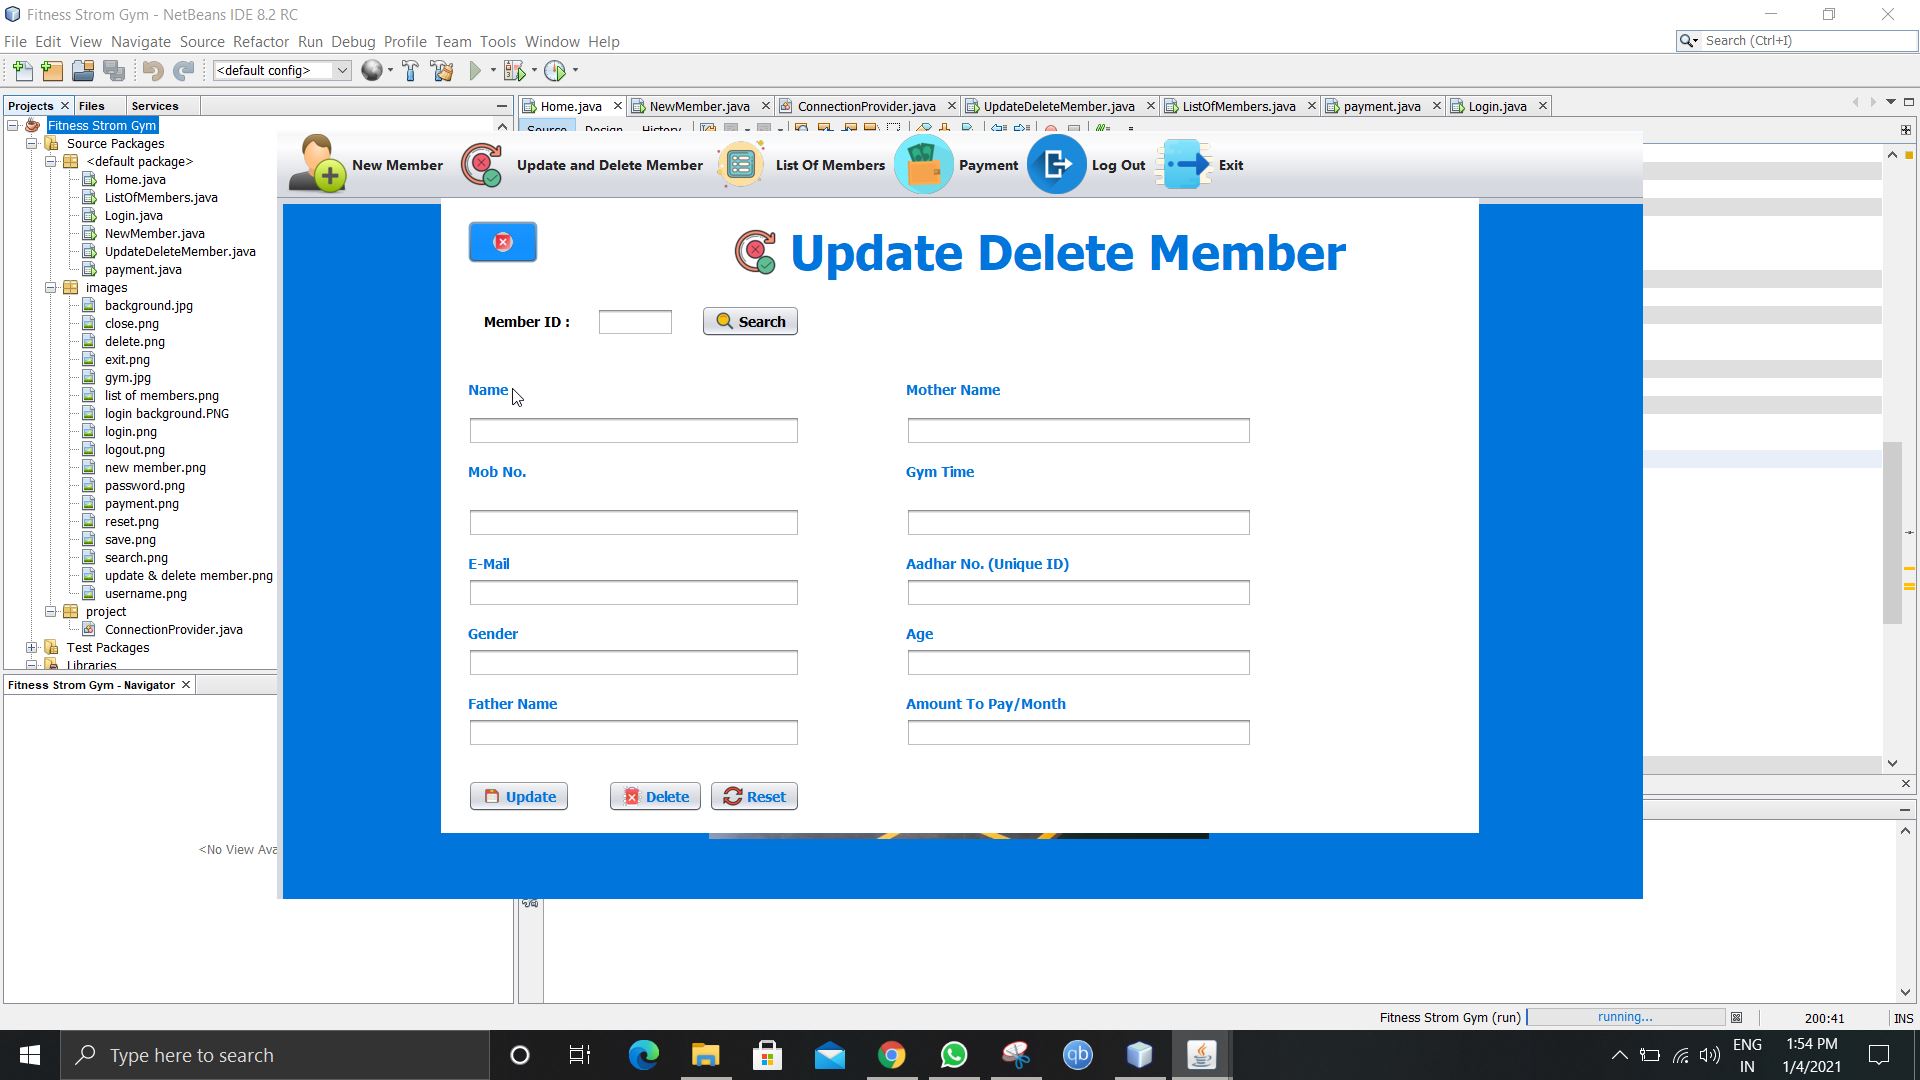 Fitness Strom Gym - NetBeans IDE 8.2 RC
File Edit View Navigate Source Refactor Run Debug Profile Team Tools Window Help
Search (Ctrl+I)
<default config>
Projects Files Services
Home.java NewMember.java ConnectionProvider.java UpdateDeleteMember.java ListOfMembers.java payment.java Login.java
Source Design History
Fitness Strom Gym
Source Packages
<default package>
Home.java
ListOfMembers.java
Login.java
NewMember.java
UpdateDeleteMember.java
payment.java
images
background.jpg
close.png
delete.png
exit.png
gym.jpg
list of members.png
login background.PNG
login.png
logout.png
new member.png
password.png
payment.png
reset.png
save.png
search.png
update & delete member.png
username.png
project
ConnectionProvider.java
Test Packages
Libraries
Fitness Strom Gym - Navigator
<No View Ava
New Member Update and Delete Member List Of Members Payment Log Out Exit
Update Delete Member
Member ID : Search
Name Mother Name
Mob No. Gym Time
E-Mail Aadhar No. (Unique ID)
Gender Age
Father Name Amount To Pay/Month
Update Delete Reset
Fitness Strom Gym (run) running... 200:41 INS
Type here to search
qb
ENG
IN
1:54 PM
1/4/2021